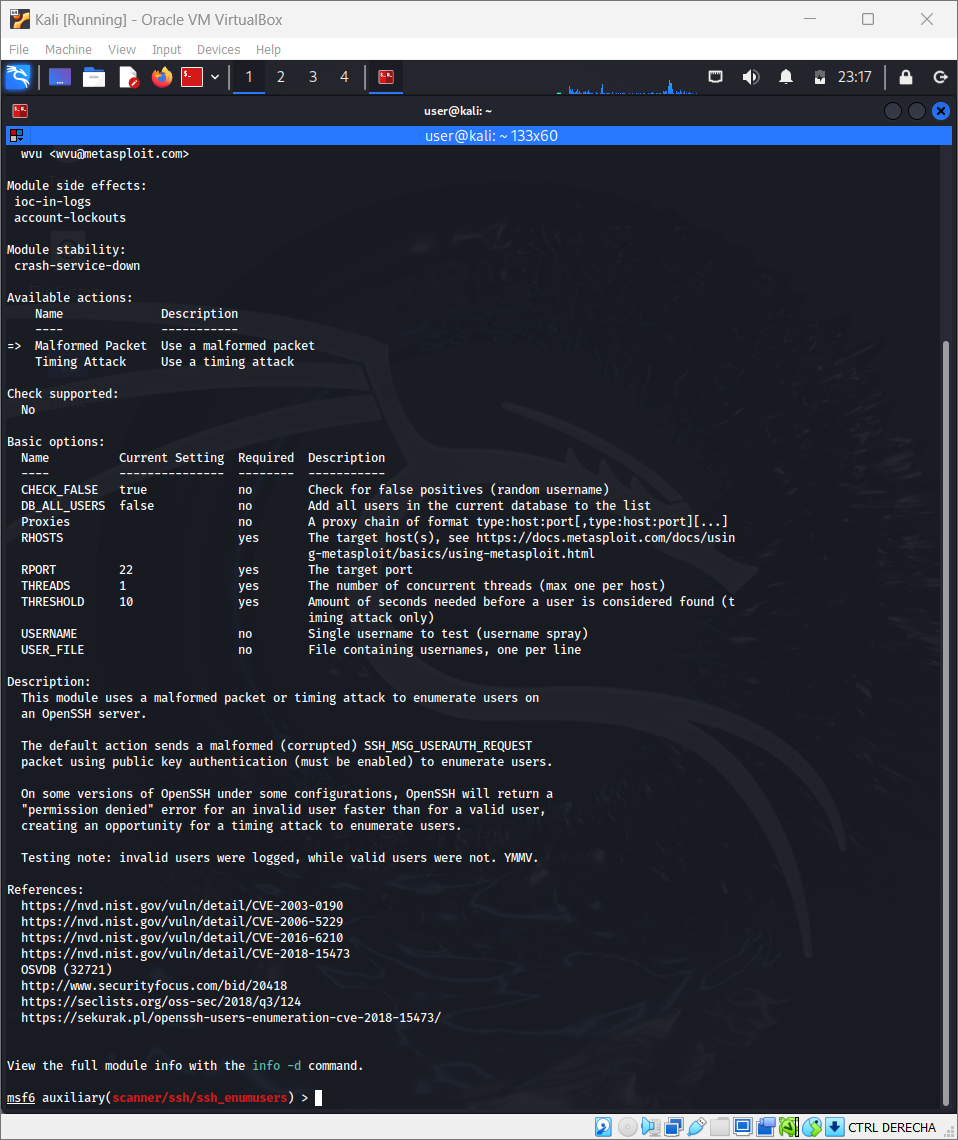 Kali [Running] - Oracle VM VirtualBox
File Machine View Input Devices Help
1 2 3 4 23:17
user@kali: ~
user@kali: ~ 133x60
wvu <wvu@metasploit.com>
Module side effects:
ioc-in-logs
account-lockouts
Module stability:
crash-service-down
Available actions:
Name Description
---- -----------
=> Malformed Packet Use a malformed packet
Timing Attack Use a timing attack
Check supported:
No
Basic options:
Name Current Setting Required Description
---- --------------- -------- -----------
CHECK_FALSE true no Check for false positives (random username)
DB_ALL_USERS false no Add all users in the current database to the list
Proxies no A proxy chain of format type:host:port[,type:host:port][...]
RHOSTS yes The target host(s), see https://docs.metasploit.com/docs/usin
g-metasploit/basics/using-metasploit.html
RPORT 22 yes The target port
THREADS 1 yes The number of concurrent threads (max one per host)
THRESHOLD 10 yes Amount of seconds needed before a user is considered found (t
iming attack only)
USERNAME no Single username to test (username spray)
USER_FILE no File containing usernames, one per line
Description:
This module uses a malformed packet or timing attack to enumerate users on
an OpenSSH server.
The default action sends a malformed (corrupted) SSH_MSG_USERAUTH_REQUEST
packet using public key authentication (must be enabled) to enumerate users.
On some versions of OpenSSH under some configurations, OpenSSH will return a
"permission denied" error for an invalid user faster than for a valid user,
creating an opportunity for a timing attack to enumerate users.
Testing note: invalid users were logged, while valid users were not. YMMV.
References:
https://nvd.nist.gov/vuln/detail/CVE-2003-0190
https://nvd.nist.gov/vuln/detail/CVE-2006-5229
https://nvd.nist.gov/vuln/detail/CVE-2016-6210
https://nvd.nist.gov/vuln/detail/CVE-2018-15473
OSVDB (32721)
http://www.securityfocus.com/bid/20418
https://seclists.org/oss-sec/2018/q3/124
https://sekurak.pl/openssh-users-enumeration-cve-2018-15473/
View the full module info with the info -d command.
msf6 auxiliary(scanner/ssh/ssh_enumusers) >
CTRL DERECHA